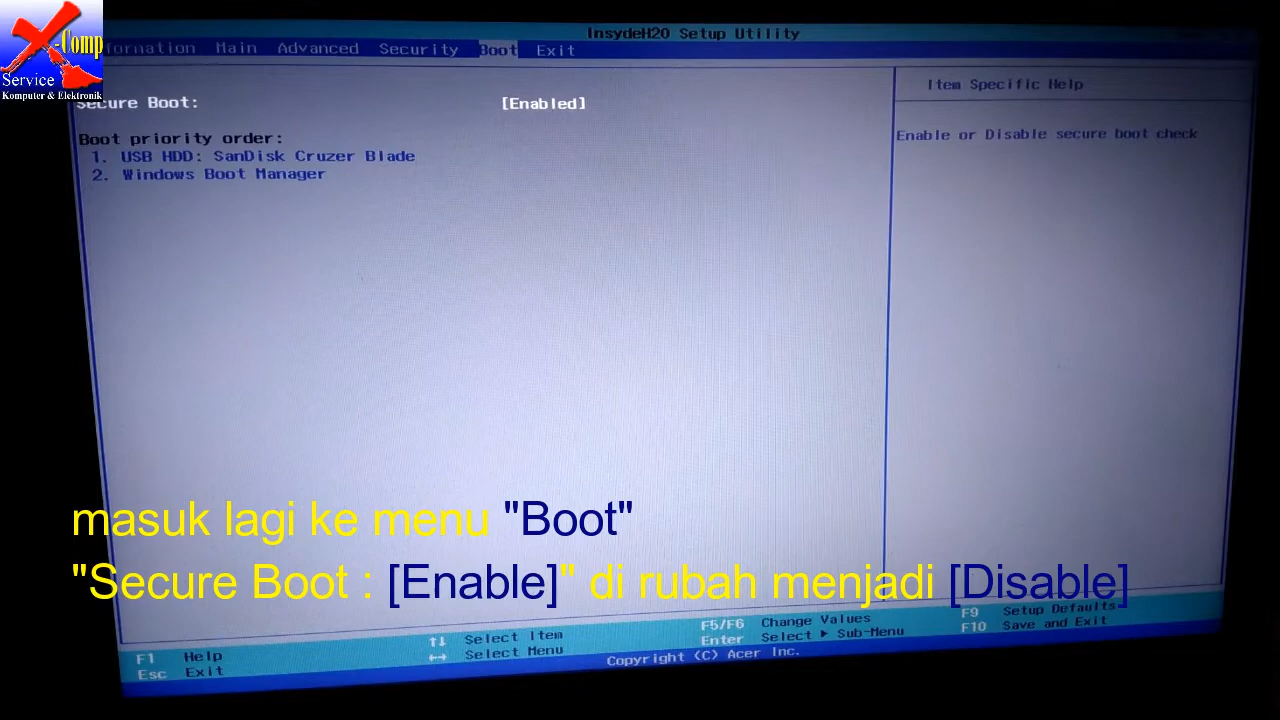 InsydeH20 Setup Utility
formation Main Advanced Security Boot Exit
X-Comp
Service
Komputer & Elektronik
Secure Boot: [Enabled]
Boot priority order:
1. USB HDD: SanDisk Cruzer Blade
2. Windows Boot Manager
Item Specific Help
Enable or Disable secure boot check
masuk lagi ke menu "Boot"
"Secure Boot : [Enable]" di rubah menjadi [Disable]
F1 Help ↑↓ Select Item F5/F6 Change Values F9 Setup Defaults
Esc Exit ↔ Select Menu Enter Select ▶ Sub-Menu F10 Save and Exit
Copyright (C) Acer Inc.